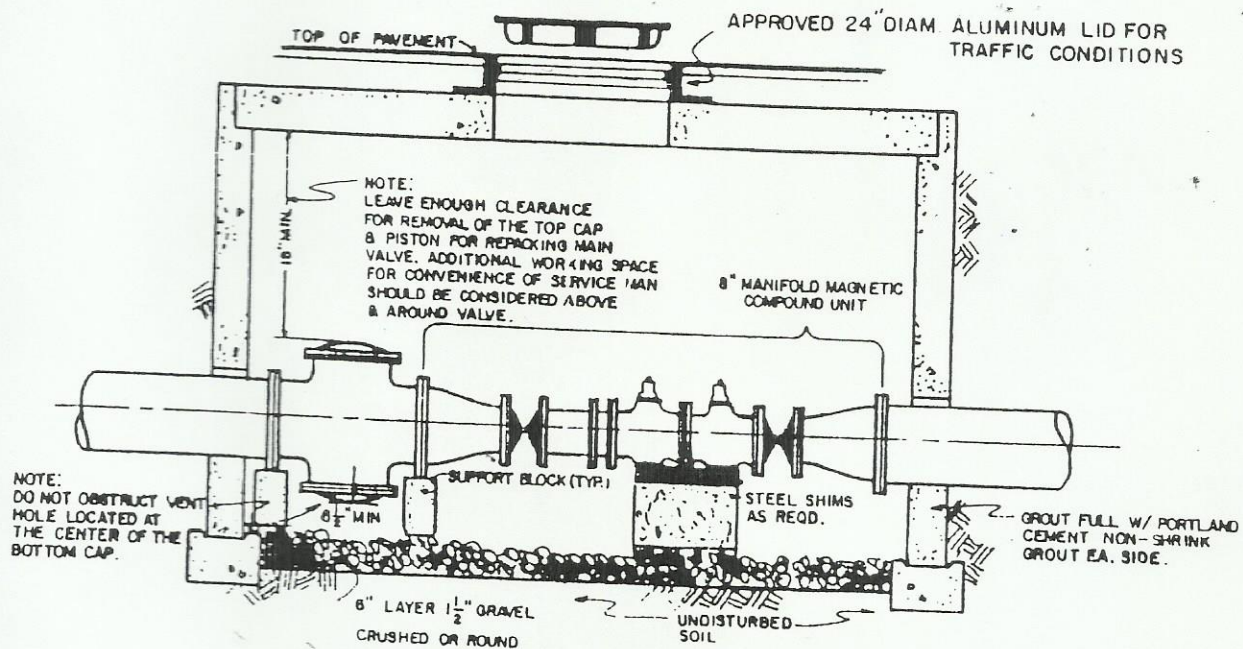 APPROVED 24" DIAM. ALUMINUM LID FOR
TRAFFIC CONDITIONS
TOP OF PAVEMENT
18" MIN.
NOTE:
LEAVE ENOUGH CLEARANCE
FOR REMOVAL OF THE TOP CAP
& PISTON FOR REPACKING MAIN
VALVE. ADDITIONAL WORKING SPACE
FOR CONVENIENCE OF SERVICE MAN
SHOULD BE CONSIDERED ABOVE
& AROUND VALVE.
8" MANIFOLD MAGNETIC
COMPOUND UNIT
NOTE:
DO NOT OBSTRUCT VENT
HOLE LOCATED AT
THE CENTER OF THE
BOTTOM CAP.
6 1/2" MIN
SUPPORT BLOCK (TYP.)
STEEL SHIMS
AS REQD.
GROUT FULL W/ PORTLAND
CEMENT NON-SHRINK
GROUT EA. SIDE.
6" LAYER 1 1/2" GRAVEL
CRUSHED OR ROUND
UNDISTURBED
SOIL